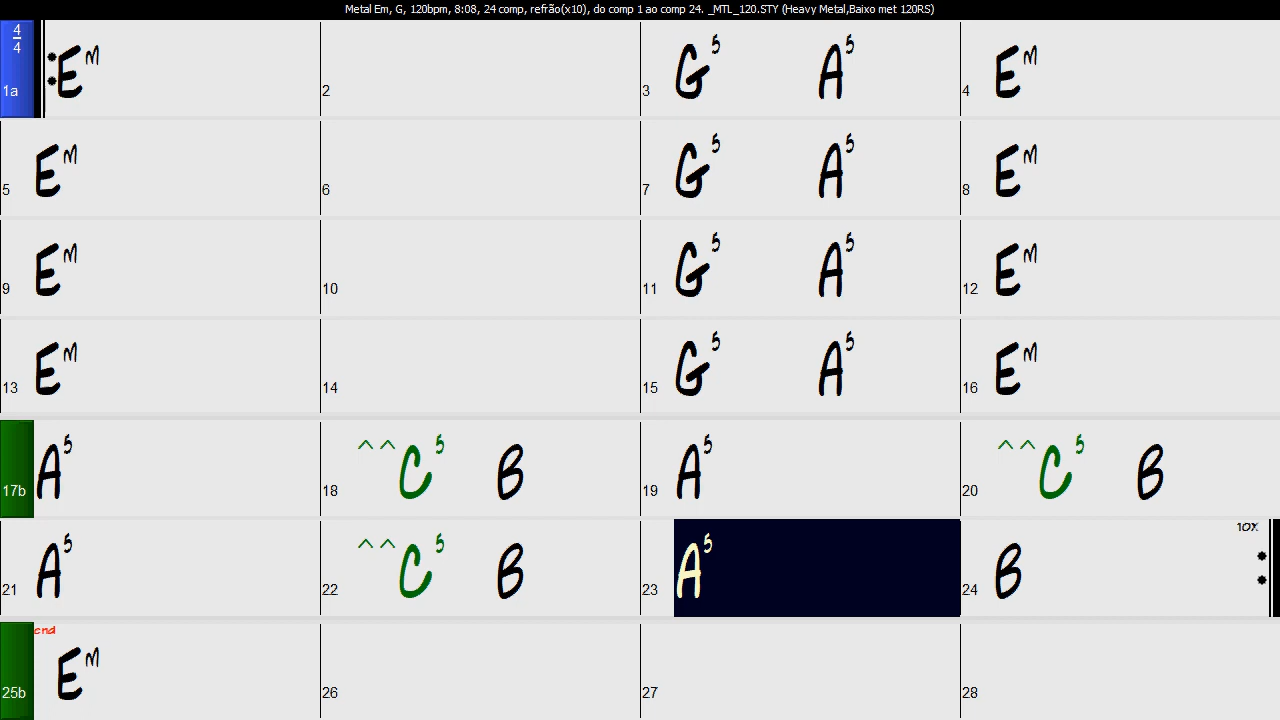 Metal Em, G, 120bpm, 8:08, 24 comp, refrão(x10), do comp 1 ao comp 24. _MTL_120.STY (Heavy Metal,Baixo met 120RS)
4
4
1a EM 2 3 G5 A5 4 EM
5 EM 6 7 G5 A5 8 EM
9 EM 10 11 G5 A5 12 EM
13 EM 14 15 G5 A5 16 EM
17b A5 18 ^^C5 B 19 A5 20 ^^C5 B
10x
21 A5 22 ^^C5 B 23 A5 24 B
end
25b EM 26 27 28